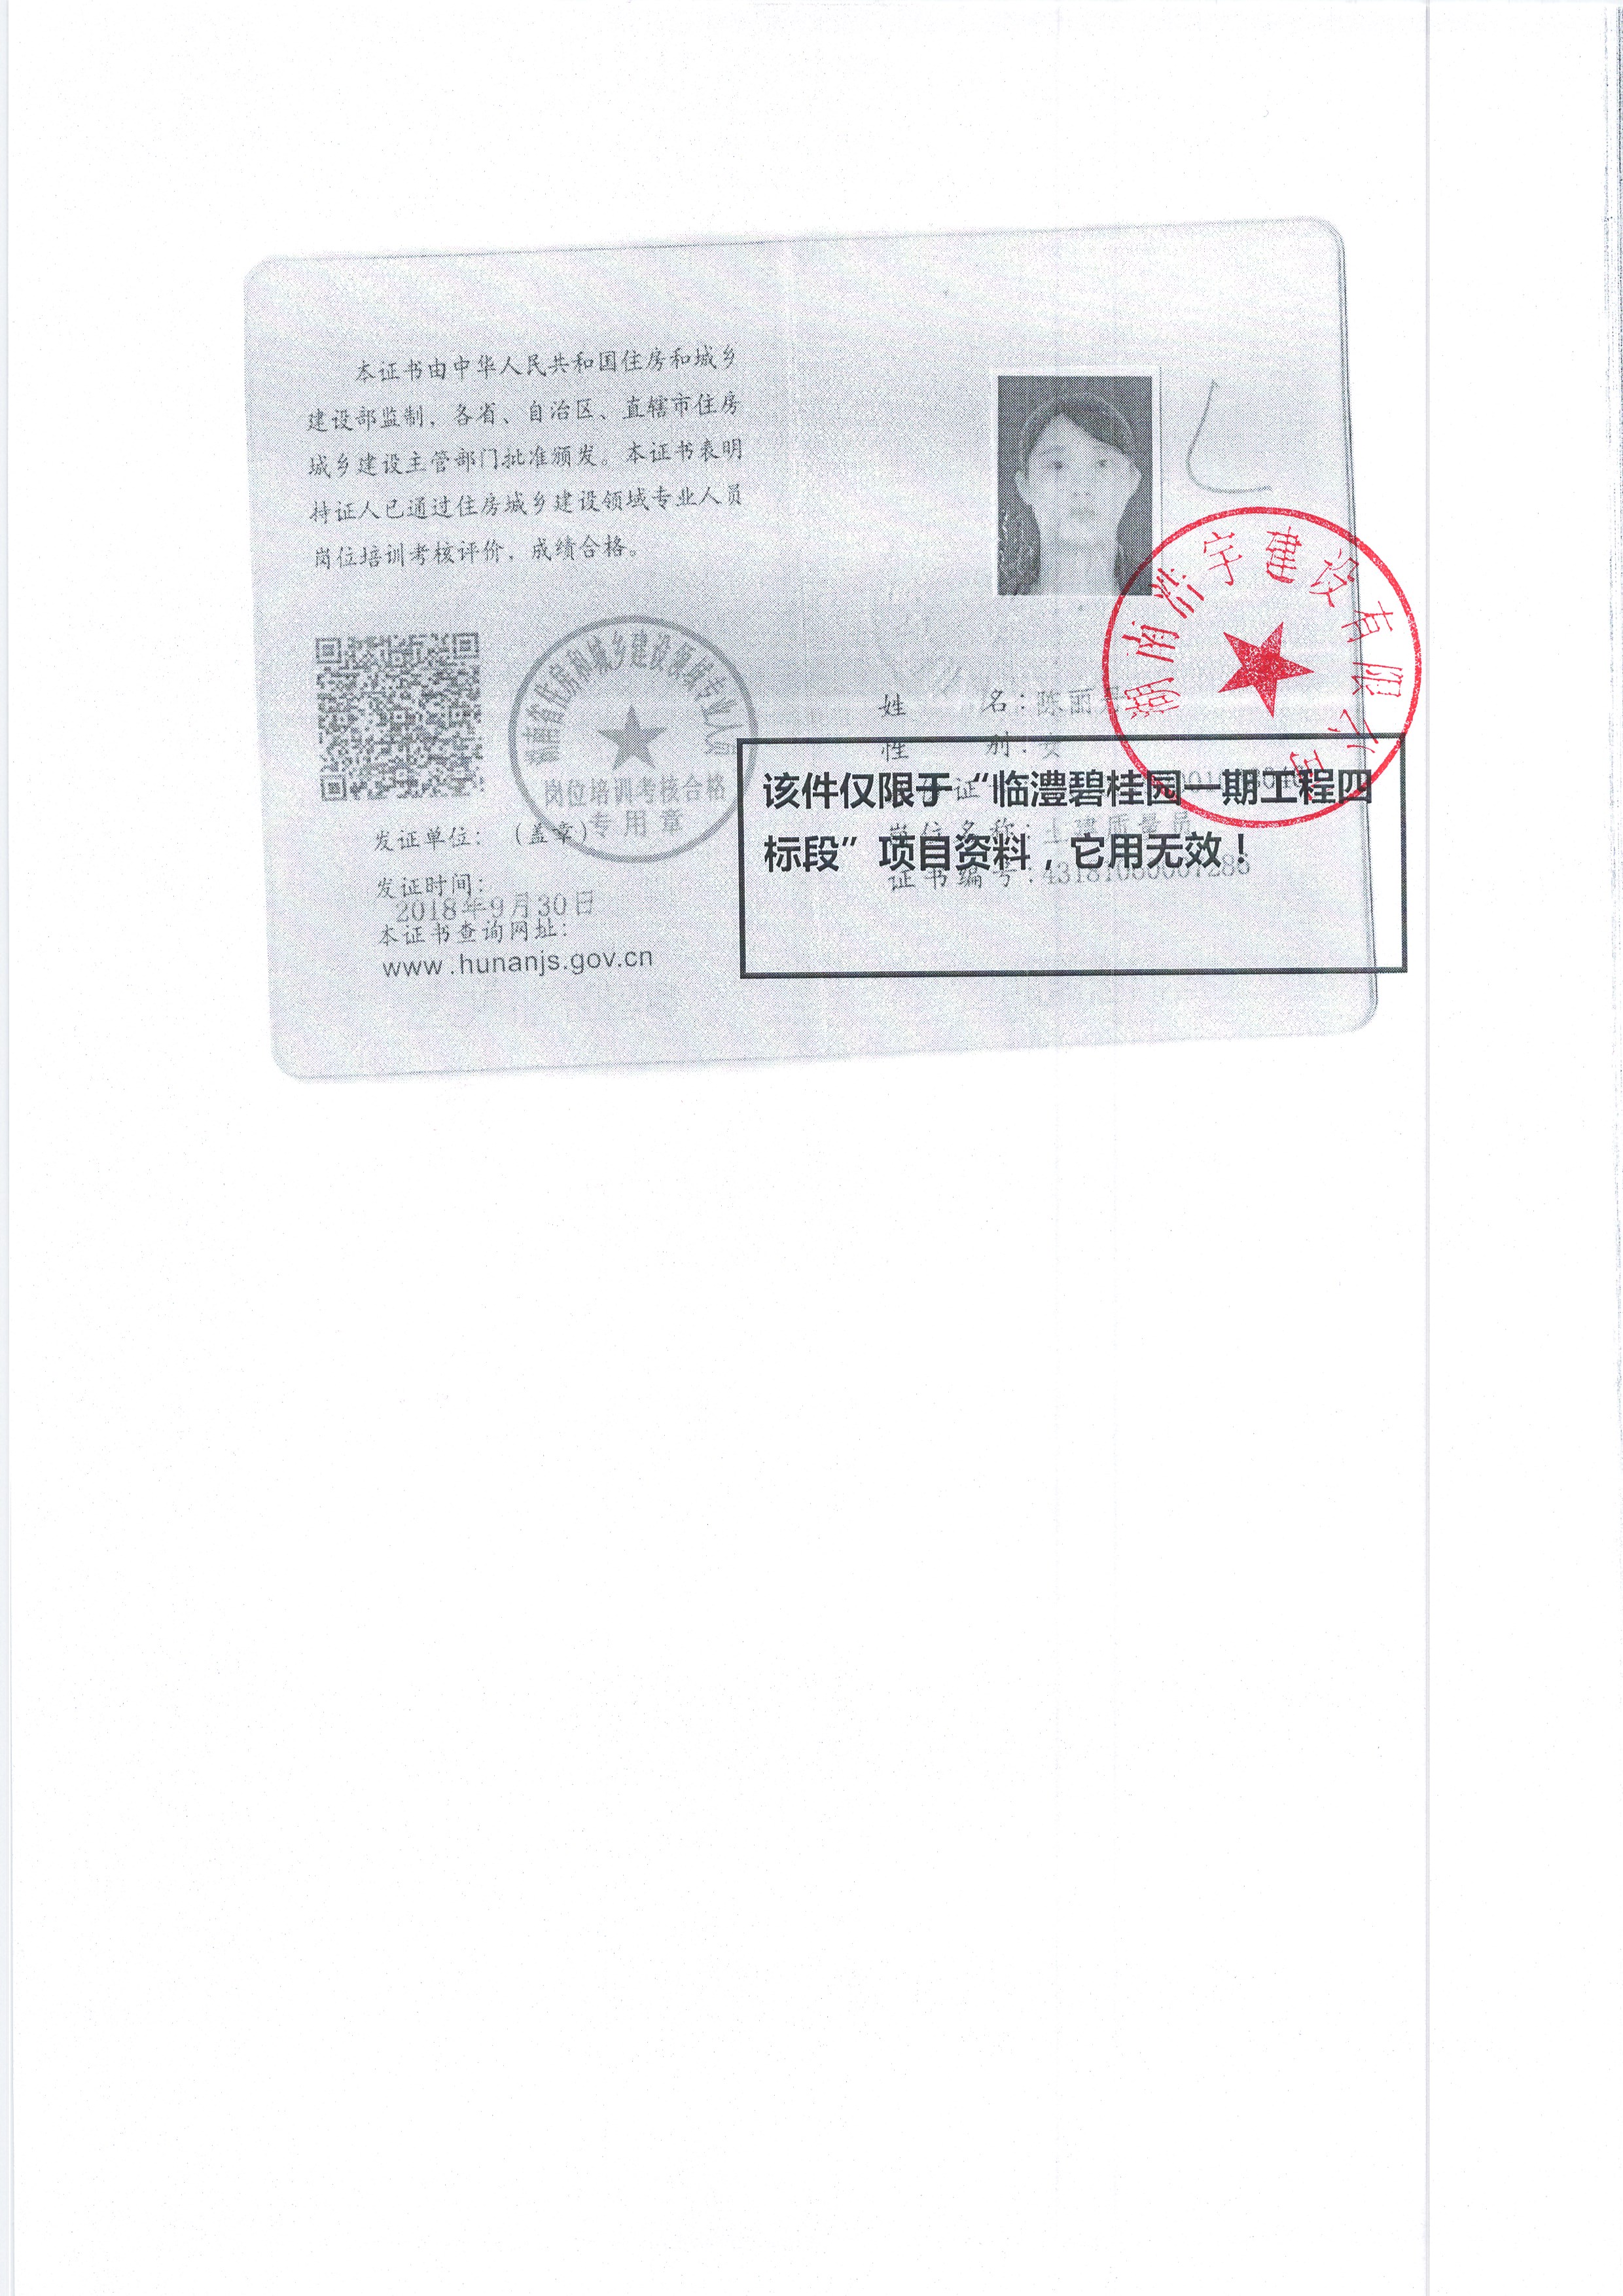 本证书由中华人民共和国住房和城乡
建设部监制，各省、自治区、直辖市住房
城乡建设主管部门批准颁发。本证书表明
持证人已通过住房城乡建设领域专业人员
岗位培训考核评价，成绩合格。
湖南省住房和城乡建设领域专业人员
岗位培训考核合格
专用章
发证单位：（盖章）
发证时间：
2018年9月30日
本证书查询网址：
www.hunanjs.gov.cn
湖南浩宇建设有限公司
姓 名：陈丽
性 别：女
岗位名称：土建质量员
证书编号：
该件仅限于“临澧碧桂园一期工程四
标段”项目资料，它用无效！